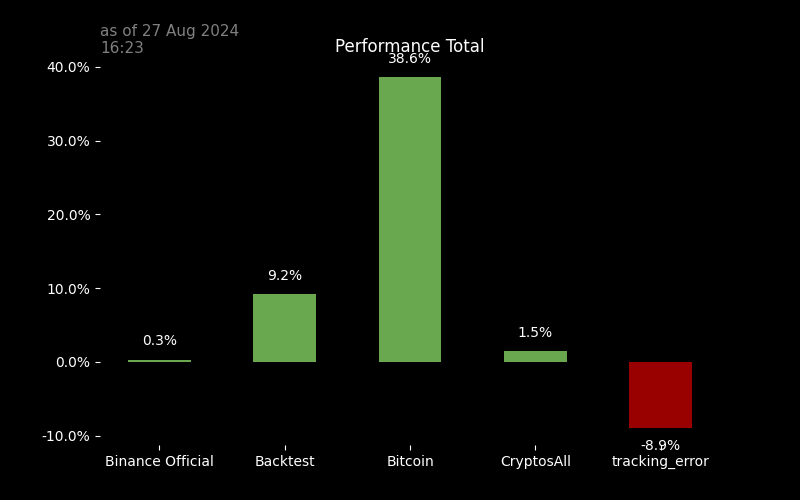 as of 27 Aug 2024
16:23
Performance Total
40.0%
30.0%
20.0%
10.0%
0.0%
-10.0%
0.3%
9.2%
38.6%
1.5%
-8.9%
Binance Official
Backtest
Bitcoin
CryptosAll
tracking_error